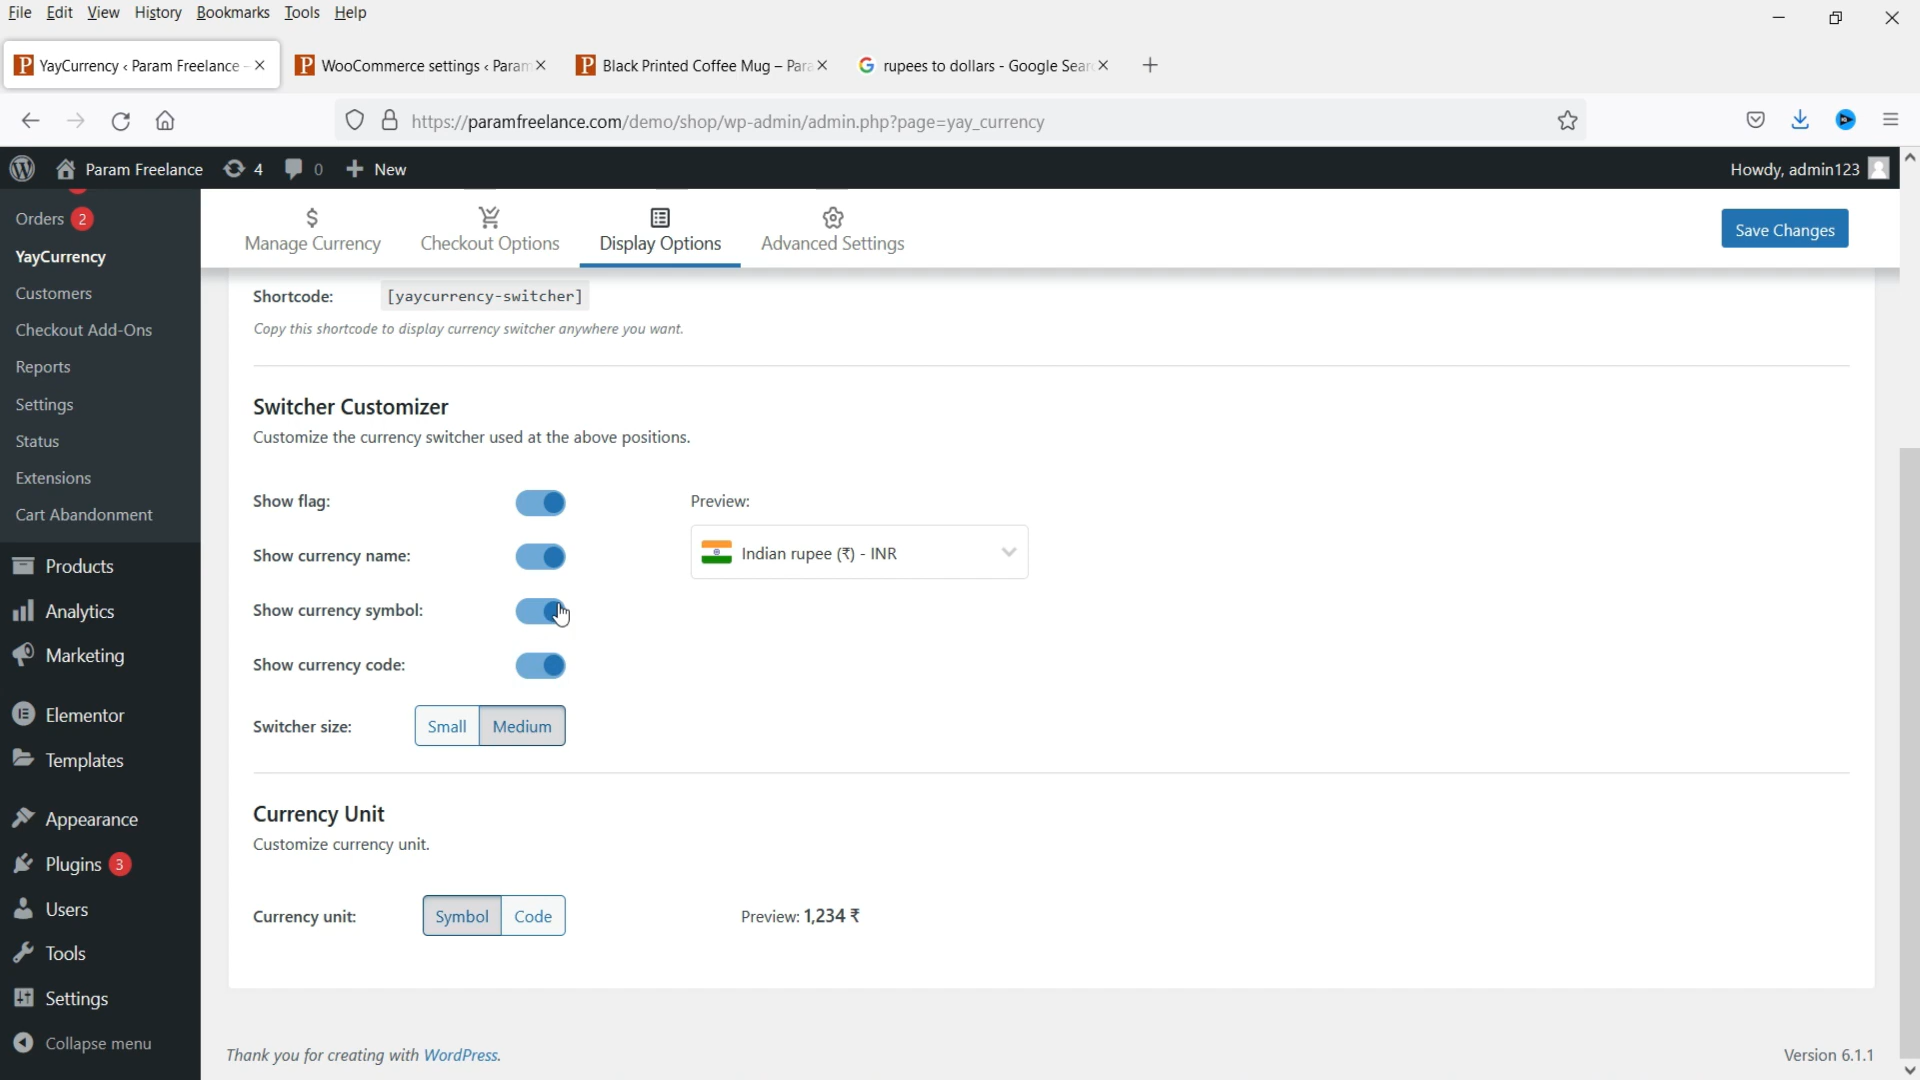 File Edit View History Bookmarks Tools Help
YayCurrency ‹ Param Freelance – WooCommerce settings ‹ Param Black Printed Coffee Mug – Para rupees to dollars - Google Sear
https://paramfreelance.com/demo/shop/wp-admin/admin.php?page=yay_currency
Param Freelance 4 0 New Howdy, admin123
Orders 2
YayCurrency
Customers
Checkout Add-Ons
Reports
Settings
Status
Extensions
Cart Abandonment
Products
Analytics
Marketing
Elementor
Templates
Appearance
Plugins 3
Users
Tools
Settings
Collapse menu
Manage Currency Checkout Options Display Options Advanced Settings Save Changes
Shortcode: [yaycurrency-switcher]
Copy this shortcode to display currency switcher anywhere you want.
Switcher Customizer
Customize the currency switcher used at the above positions.
Show flag: Preview:
Show currency name: Indian rupee (₹) - INR
Show currency symbol:
Show currency code:
Switcher size: Small Medium
Currency Unit
Customize currency unit.
Currency unit: Symbol Code Preview: 1,234 ₹
Thank you for creating with WordPress. Version 6.1.1